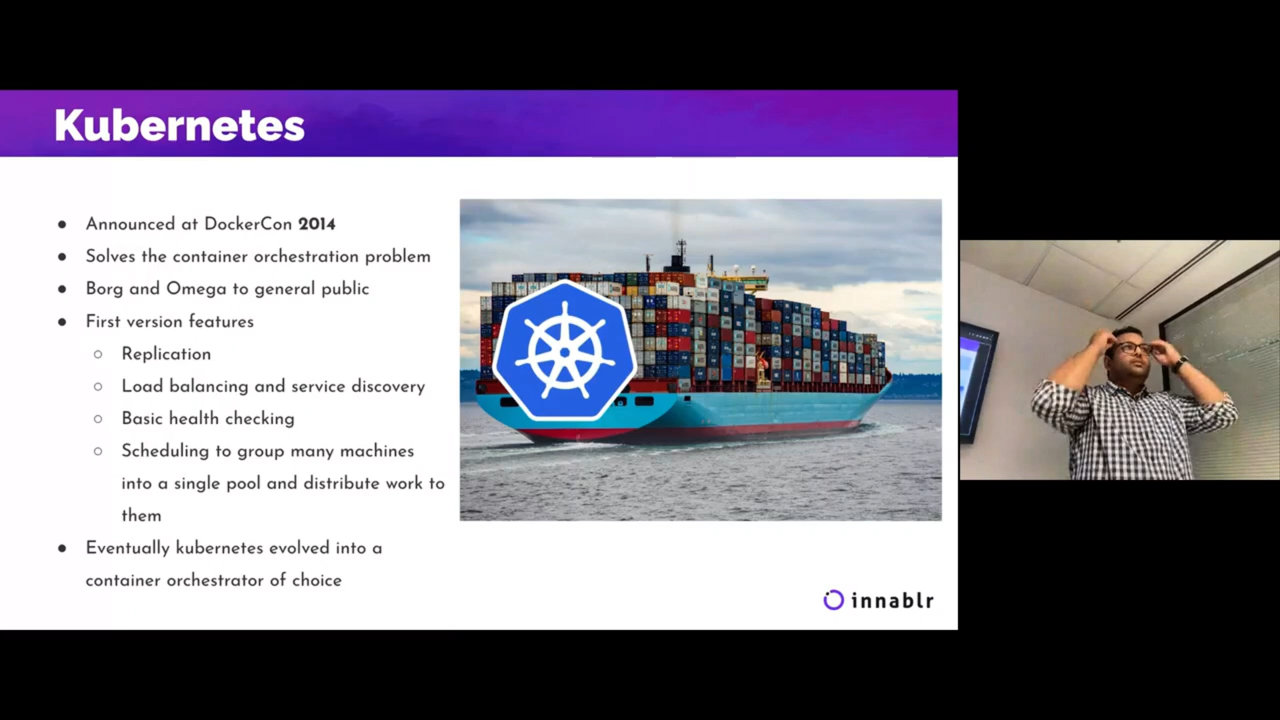 Kubernetes
● Announced at DockerCon 2014
● Solves the container orchestration problem
● Borg and Omega to general public
● First version features
○ Replication
○ Load balancing and service discovery
○ Basic health checking
○ Scheduling to group many machines
into a single pool and distribute work to
them
● Eventually kubernetes evolved into a
container orchestrator of choice
innablr